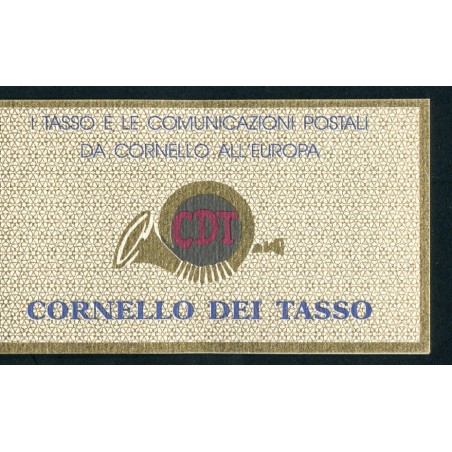 I TASSO E LE COMUNICAZIONI POSTALI
DA CORNELLO ALL'EUROPA
CDT
CORNELLO DEI TASSO